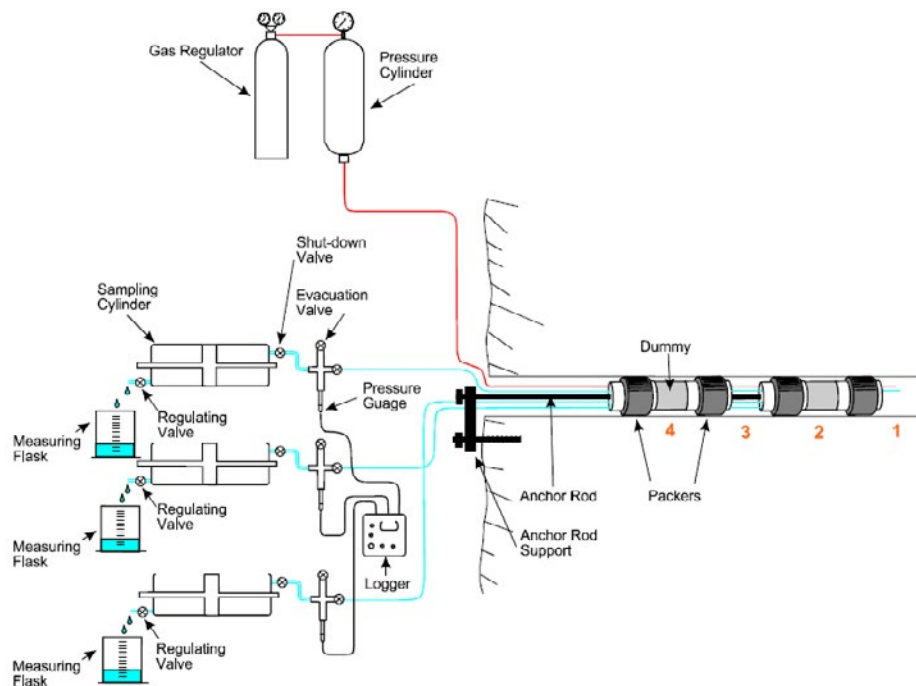 Gas Regulator
Pressure
Cylinder
Shut-down
Valve
Sampling
Cylinder
Evacuation
Valve
Dummy
Pressure
Guage
Regulating
Valve
Measuring
Flask
4
3
2
1
Anchor Rod
Packers
Regulating
Valve
Anchor Rod
Support
Measuring
Flask
Logger
Regulating
Valve
Measuring
Flask